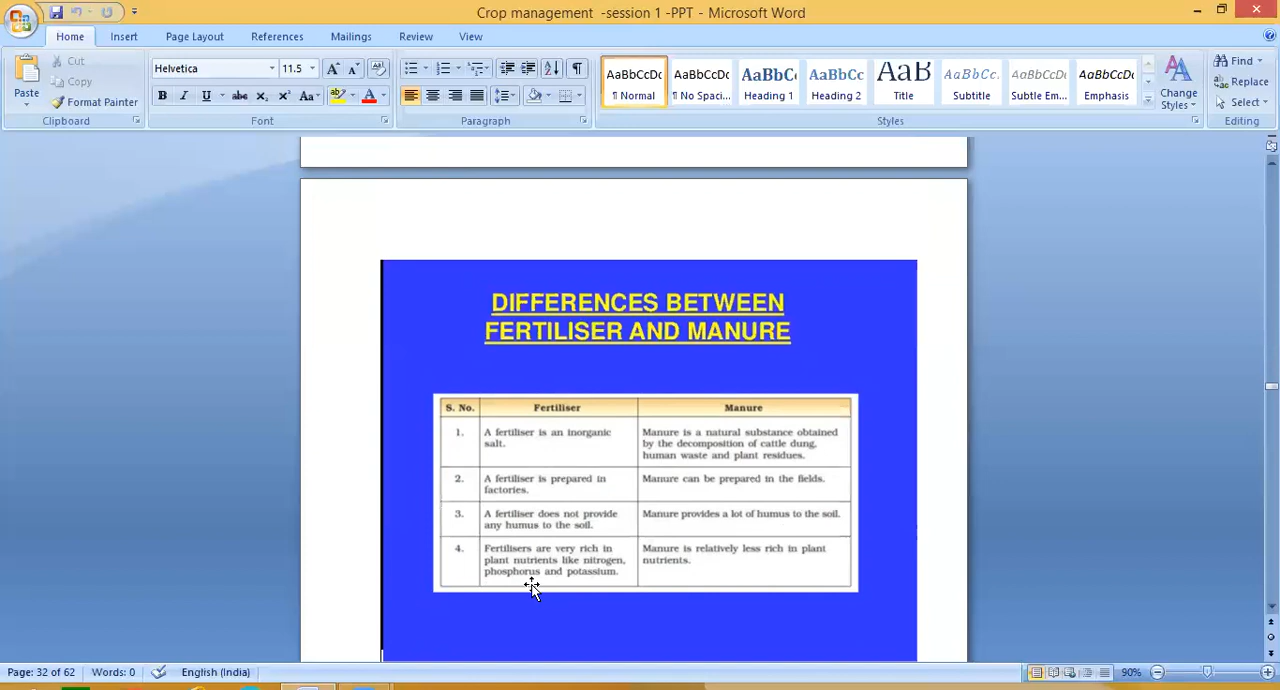 Crop management -session 1 -PPT - Microsoft Word
Home Insert Page Layout References Mailings Review View
Paste
Cut
Copy
Format Painter
Clipboard
Helvetica 11.5
Font
Paragraph
AaBbCcDc AaBbCcDc AaBbC AaBbCc AaB AaBbCc. AaBbCcDc AaBbCcDc
¶ Normal ¶ No Spaci... Heading 1 Heading 2 Title Subtitle Subtle Em... Emphasis
Change Styles
Styles
Find
Replace
Select
Editing
DIFFERENCES BETWEEN
FERTILISER AND MANURE
S. No. Fertiliser Manure
1. A fertiliser is an inorganic
salt.
Manure is a natural substance obtained
by the decomposition of cattle dung,
human waste and plant residues.
2. A fertiliser is prepared in
factories.
Manure can be prepared in the fields.
3. A fertiliser does not provide
any humus to the soil.
Manure provides a lot of humus to the soil.
4. Fertilisers are very rich in
plant nutrients like nitrogen,
phosphorus and potassium.
Manure is relatively less rich in plant
nutrients.
Page: 32 of 62 Words: 0 English (India) 90%